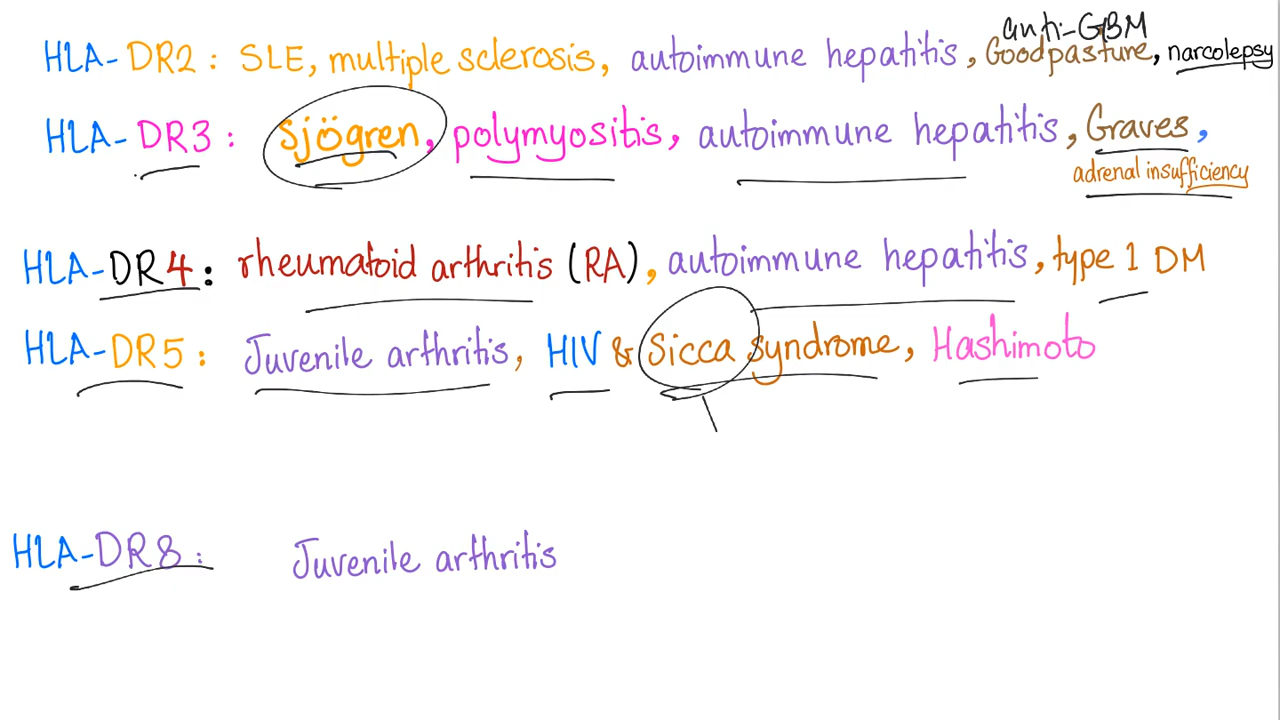 anti-GBM
HLA-DR2: SLE, multiple sclerosis, autoimmune hepatitis, Goodpasture, narcolepsy
HLA-DR3: Sjögren, polymyositis, autoimmune hepatitis, Graves,
adrenal insufficiency
HLA-DR4: rheumatoid arthritis (RA), autoimmune hepatitis, type 1 DM
HLA-DR5: Juvenile arthritis, HIV & Sicca syndrome, Hashimoto
HLA-DR8: Juvenile arthritis